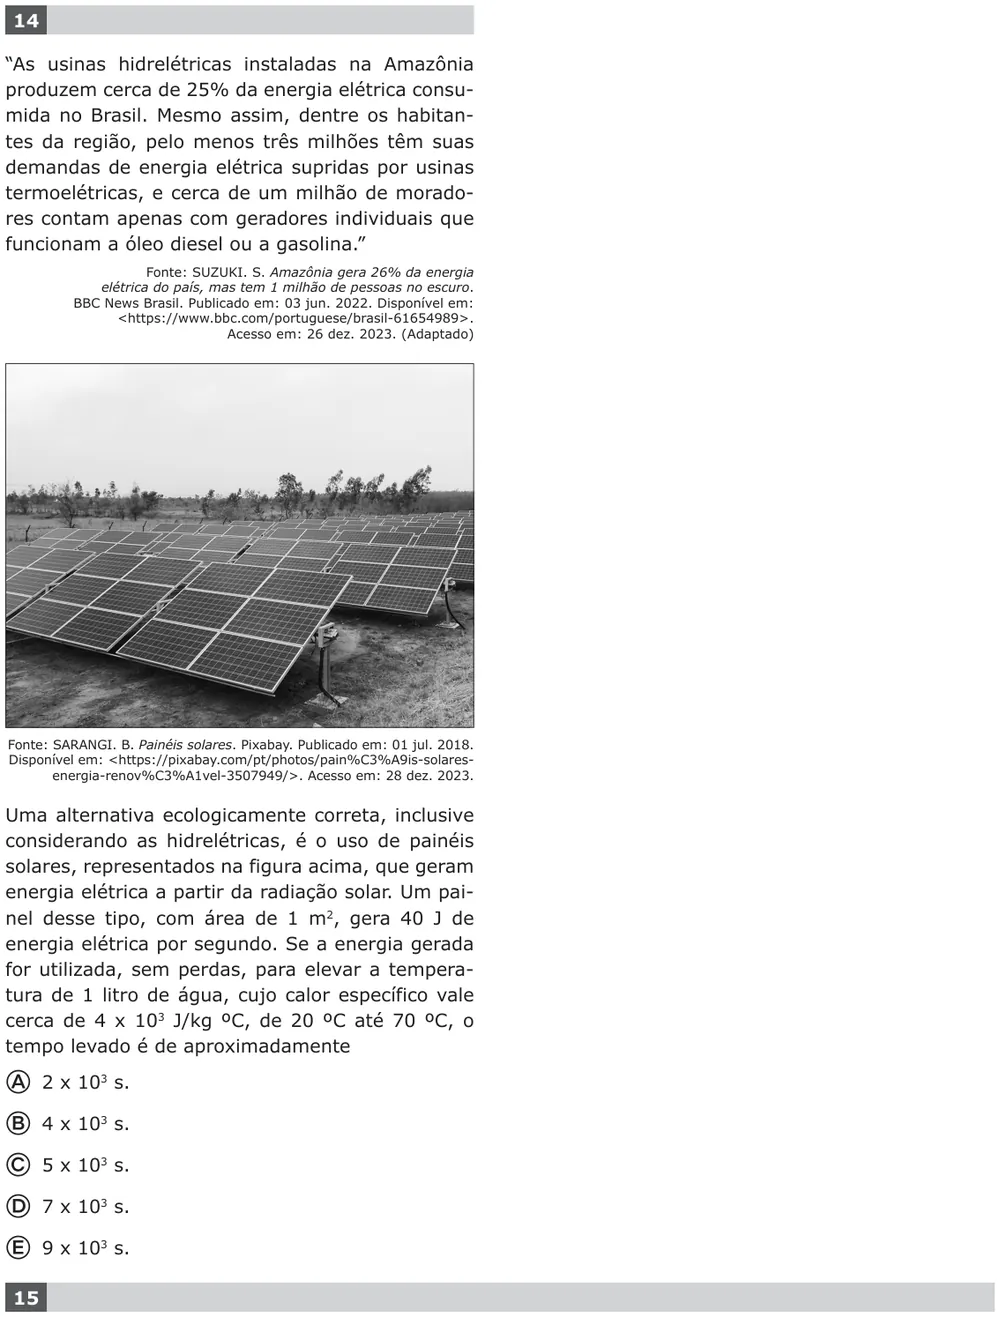 14
“As usinas hidrelétricas instaladas na Amazônia
produzem cerca de 25% da energia elétrica consu-
mida no Brasil. Mesmo assim, dentre os habitan-
tes da região, pelo menos três milhões têm suas
demandas de energia elétrica supridas por usinas
termoelétricas, e cerca de um milhão de morado-
res contam apenas com geradores individuais que
funcionam a óleo diesel ou a gasolina.”
Fonte: SUZUKI. S. Amazônia gera 26% da energia
elétrica do país, mas tem 1 milhão de pessoas no escuro.
BBC News Brasil. Publicado em: 03 jun. 2022. Disponível em:
<https://www.bbc.com/portuguese/brasil-61654989>.
Acesso em: 26 dez. 2023. (Adaptado)
Fonte: SARANGI. B. Painéis solares. Pixabay. Publicado em: 01 jul. 2018.
Disponível em: <https://pixabay.com/pt/photos/pain%C3%A9is-solares-
energia-renov%C3%A1vel-3507949/>. Acesso em: 28 dez. 2023.
Uma alternativa ecologicamente correta, inclusive
considerando as hidrelétricas, é o uso de painéis
solares, representados na figura acima, que geram
energia elétrica a partir da radiação solar. Um pai-
nel desse tipo, com área de 1 m², gera 40 J de
energia elétrica por segundo. Se a energia gerada
for utilizada, sem perdas, para elevar a tempera-
tura de 1 litro de água, cujo calor específico vale
cerca de 4 x 10³ J/kg ºC, de 20 ºC até 70 ºC, o
tempo levado é de aproximadamente
A 2 x 10³ s.
B 4 x 10³ s.
C 5 x 10³ s.
D 7 x 10³ s.
E 9 x 10³ s.
15